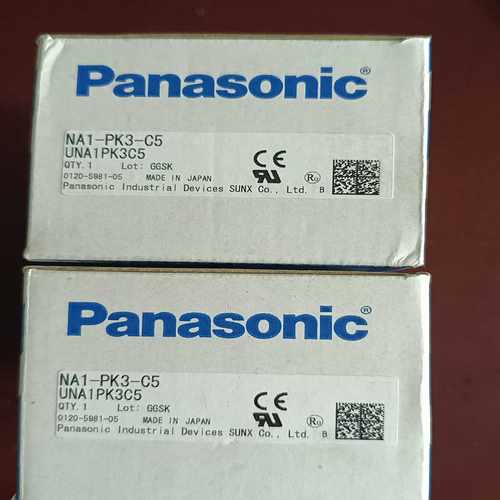 Panasonic®
NA1-PK3-C5
UNA1PK3C5
QTY.1 Lot: GGSK
0120-5981-05 MADE IN JAPAN
Panasonic Industrial Devices SUNX Co., Ltd. B
CE
Panasonic®
NA1-PK3-C5
UNA1PK3C5
QTY.1 Lot: GGSK
0120-5981-05 MADE IN JAPAN
Panasonic Industrial Devices SUNX Co., Ltd. B
CE